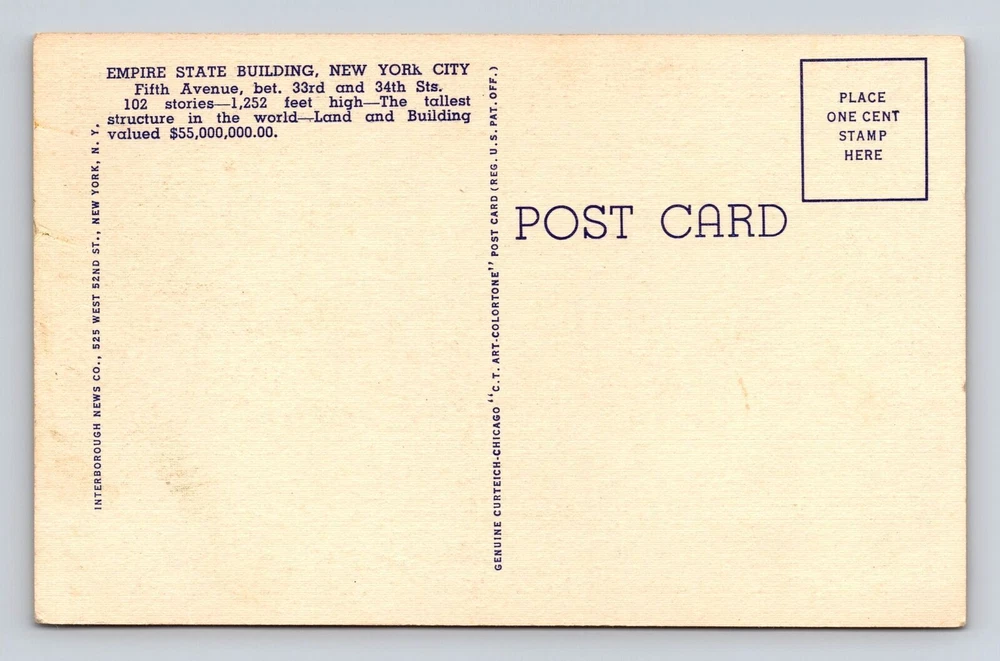 EMPIRE STATE BUILDING, NEW YORK CITY
Fifth Avenue, bet. 33rd and 34th Sts.
102 stories—1,252 feet high—The tallest
structure in the world—Land and Building
valued $55,000,000.00.
INTERBOROUGH NEWS CO., 525 WEST 52ND ST., NEW YORK, N. Y.
GENUINE CURTEICH-CHICAGO "C.T. ART-COLORTONE" POST CARD (REG. U.S. PAT. OFF.)
POST CARD
PLACE
ONE CENT
STAMP
HERE